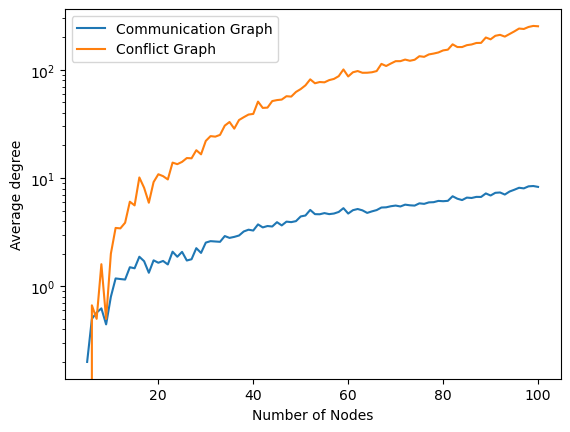 Communication Graph
Conflict Graph
Average degree
10²
10¹
10⁰
20 40 60 80 100
Number of Nodes